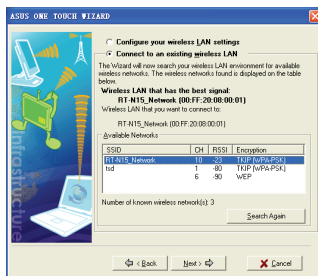 ASUS ONE TOUCH WIZARD
Configure your wireless LAN settings
Connect to an existing wireless LAN
The Wizard will now search your wireless LAN environment for available
wireless networks. The wireless networks found is displayed on the table
below.
Wireless LAN that has the best signal:
RT-N15_Network (00:FF:20:08:00:01)
Wireless LAN that you want to connect to:
RT-N15_Network (00:FF:20:08:00:01)
Available Networks
SSID CH RSSI Encryption
RT-N15_Network 10 -23 TKIP (WPA-PSK)
tsd 1 -80 TKIP (WPA-PSK)
6 -90 WEP
Number of known wireless network(s): 3
Search Again
Infrastructure
< Back Next > Cancel